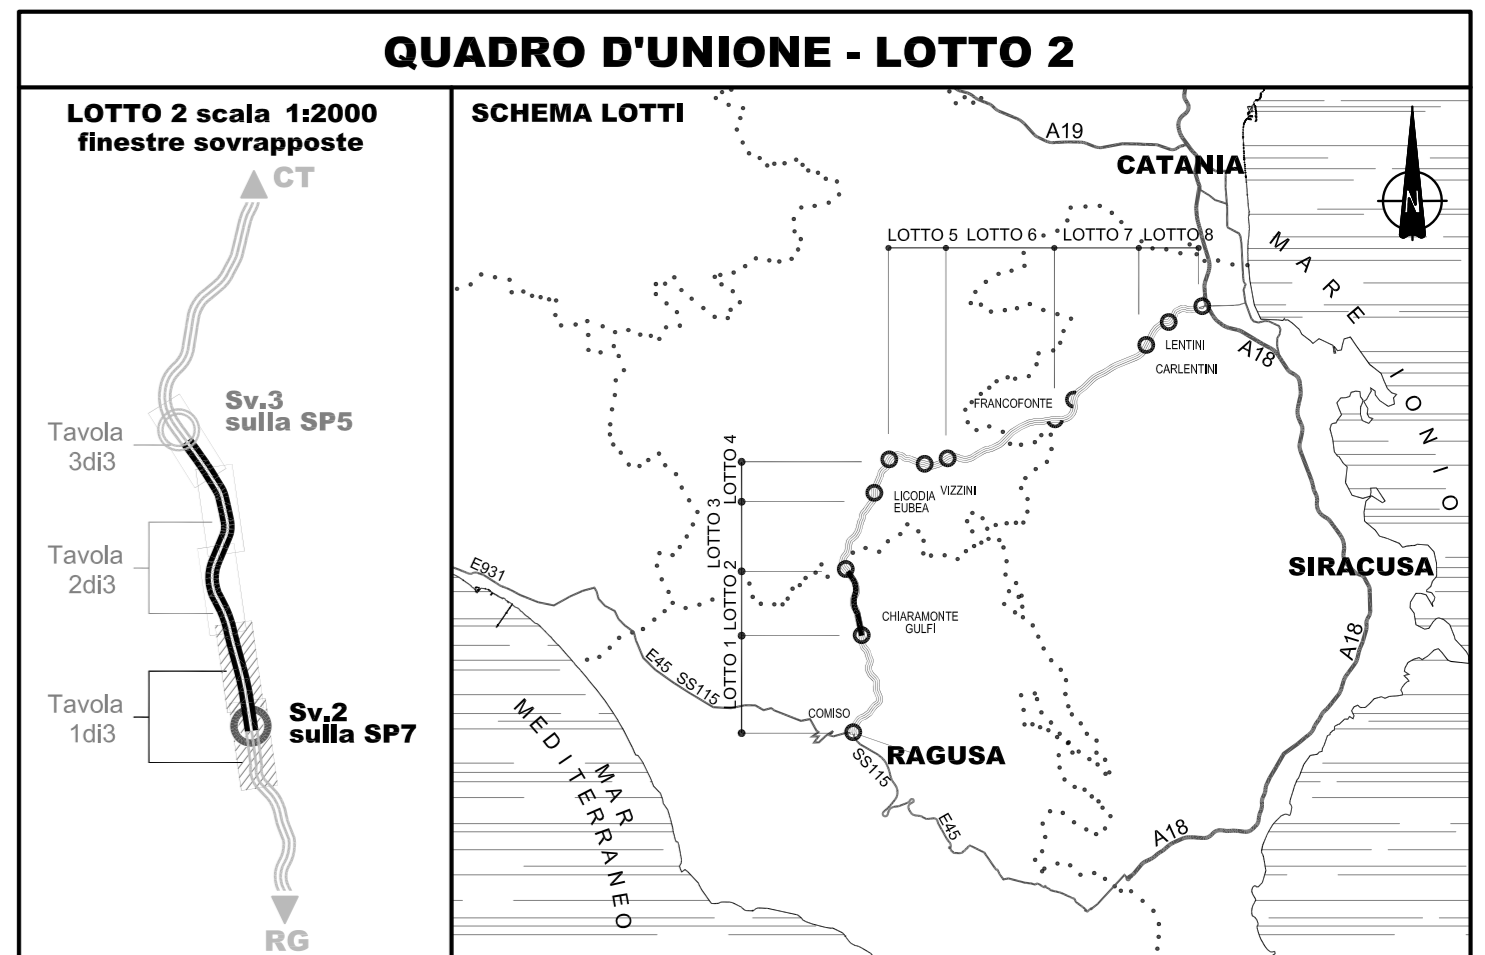 QUADRO D'UNIONE - LOTTO 2
LOTTO 2 scala 1:2000
finestre sovrapposte
CT
Sv.3
sulla SP5
Tavola
3di3
Tavola
2di3
Tavola
1di3
Sv.2
sulla SP7
RG
SCHEMA LOTTI
A19
CATANIA
N
LOTTO 5
LOTTO 6
LOTTO 7
LOTTO 8
MARE IONIO
LENTINI
CARLENTINI
A18
FRANCOFONTE
LOTTO 4
LOTTO 3
LOTTO 2
LOTTO 1
LICODIA
EUBEA
VIZZINI
E931
SIRACUSA
CHIARAMONTE
GULFI
A18
E45
SS115
COMISO
RAGUSA
SS115
MAR
MEDITERRANEO
E45
A18